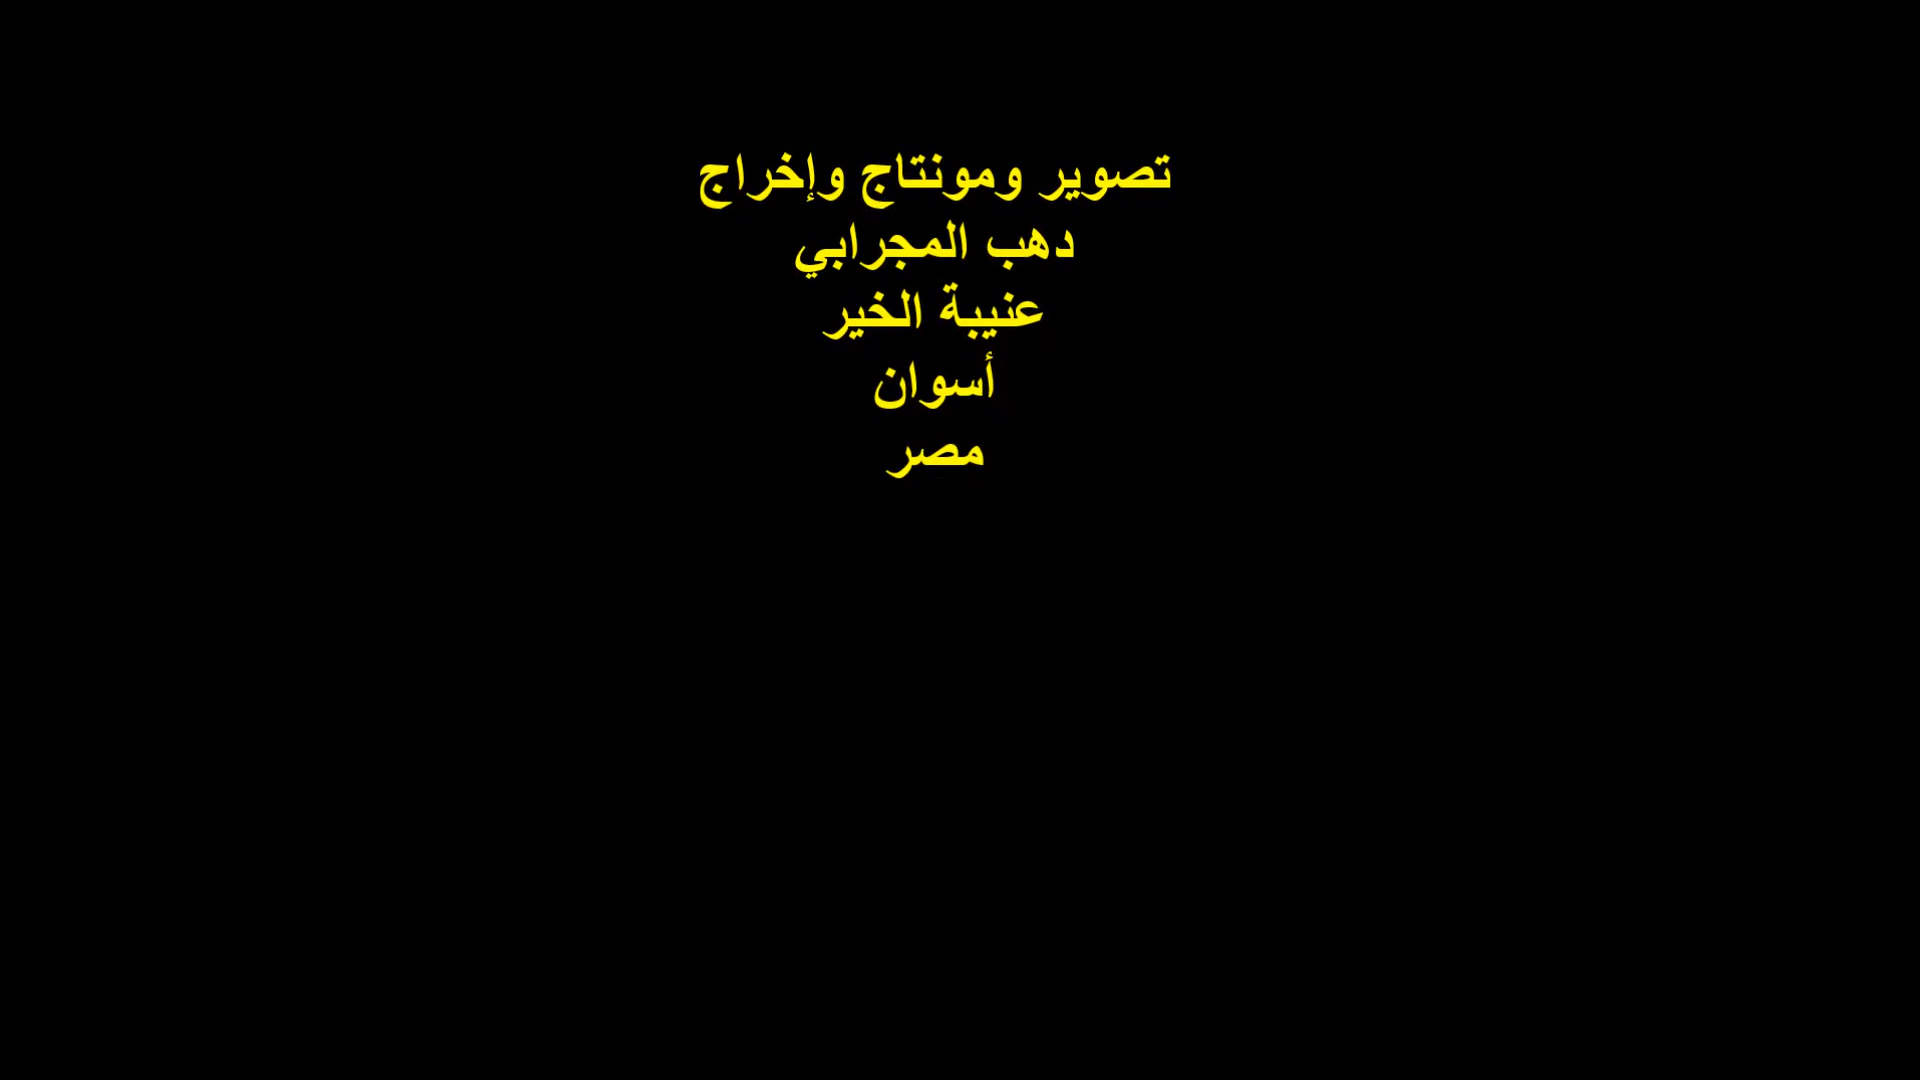 تصوير ومونتاج وإخراج
دهب المجرابي
عنيبة الخير
أسوان
مصر